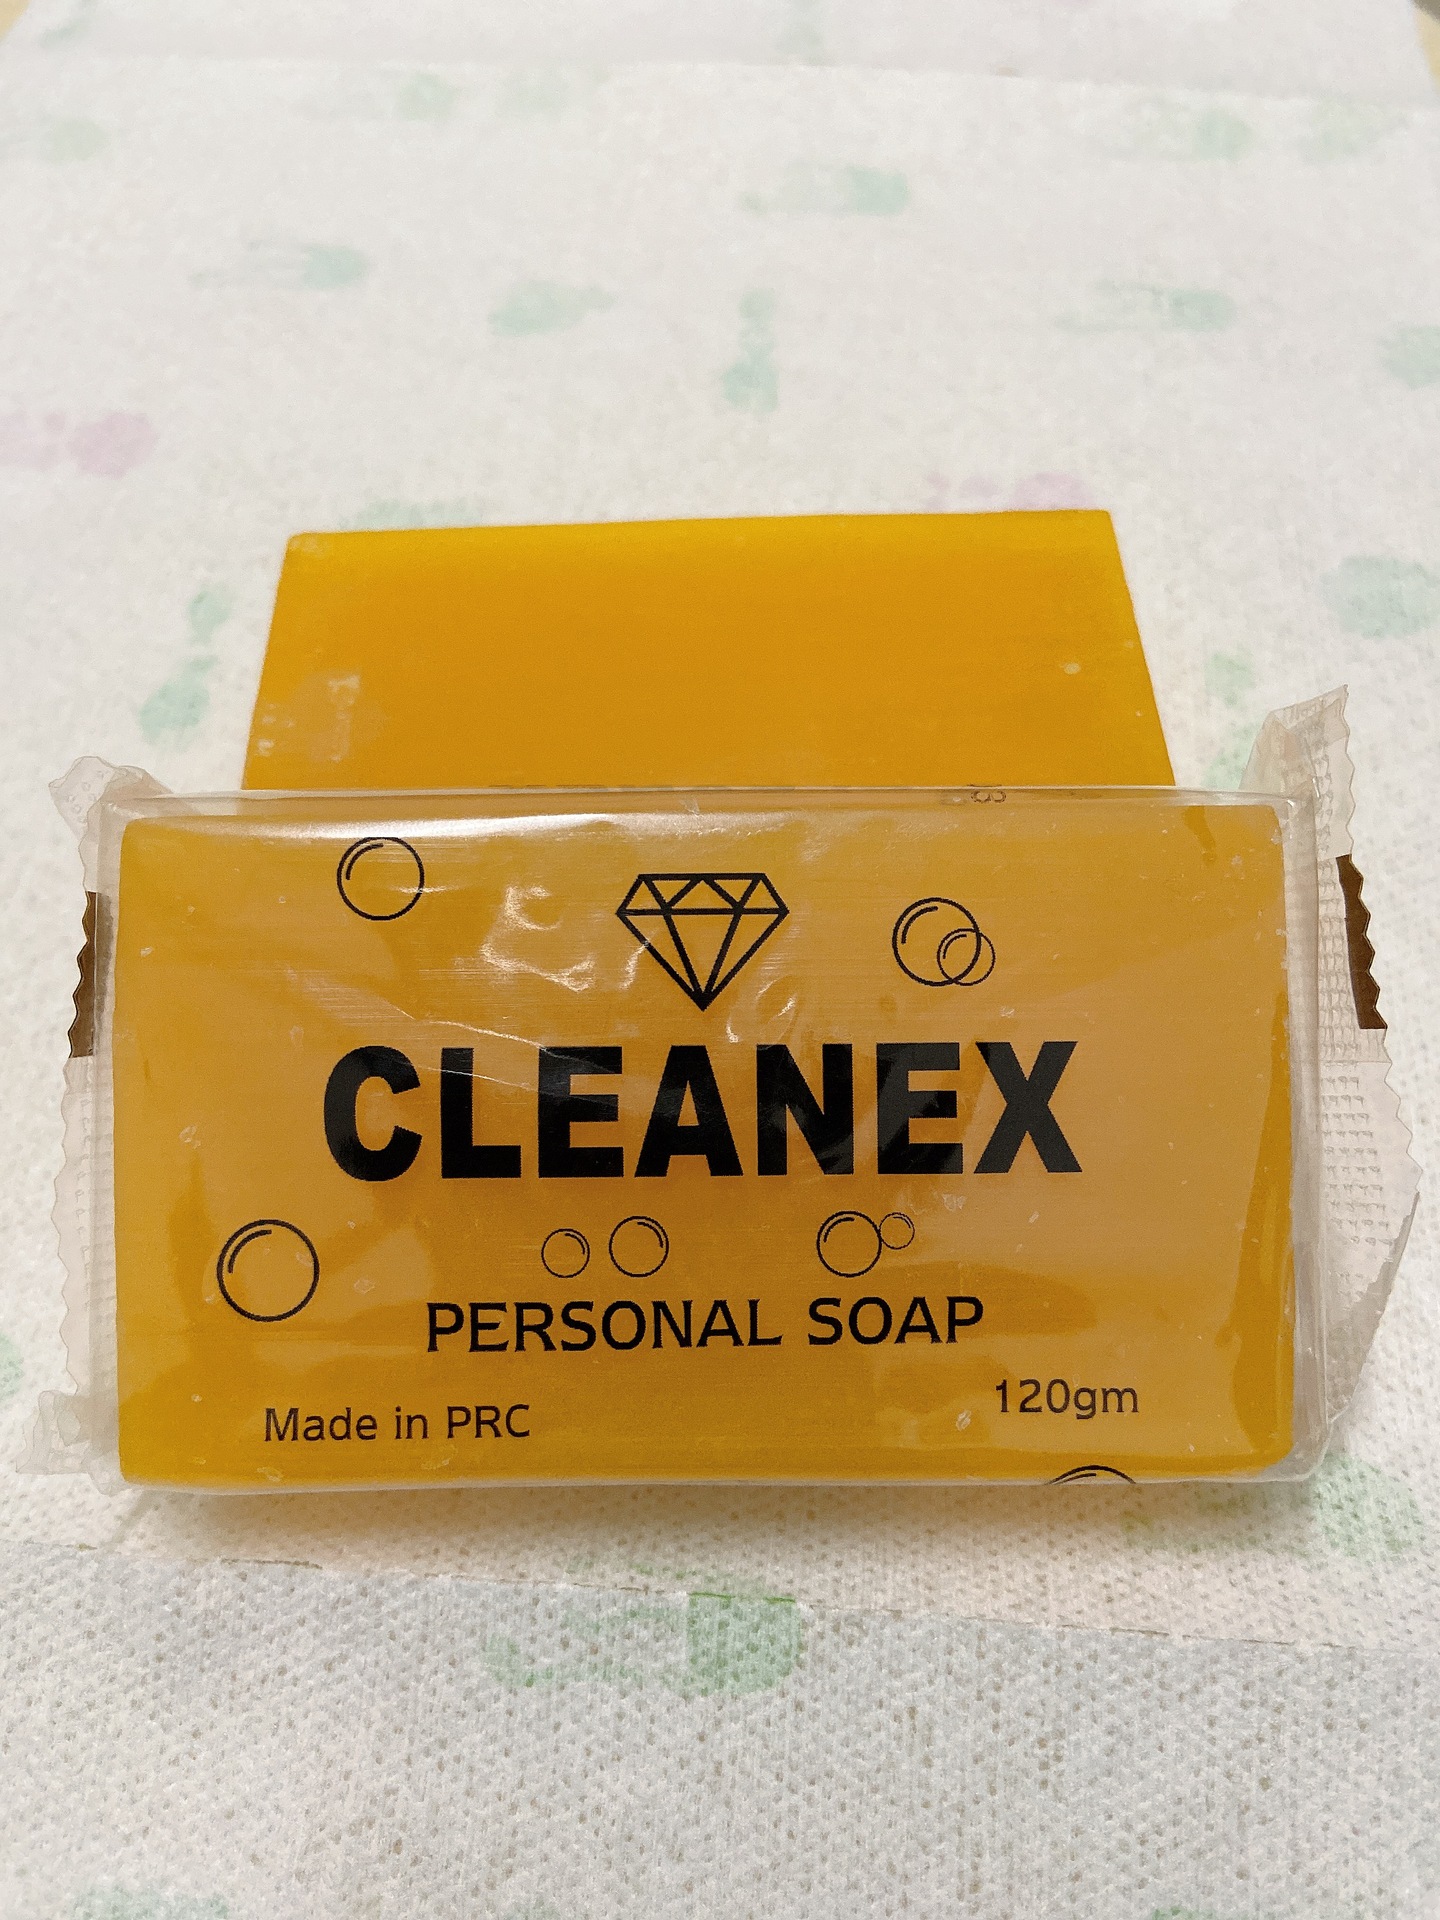 CLEANEX
PERSONAL SOAP
Made in PRC
120gm